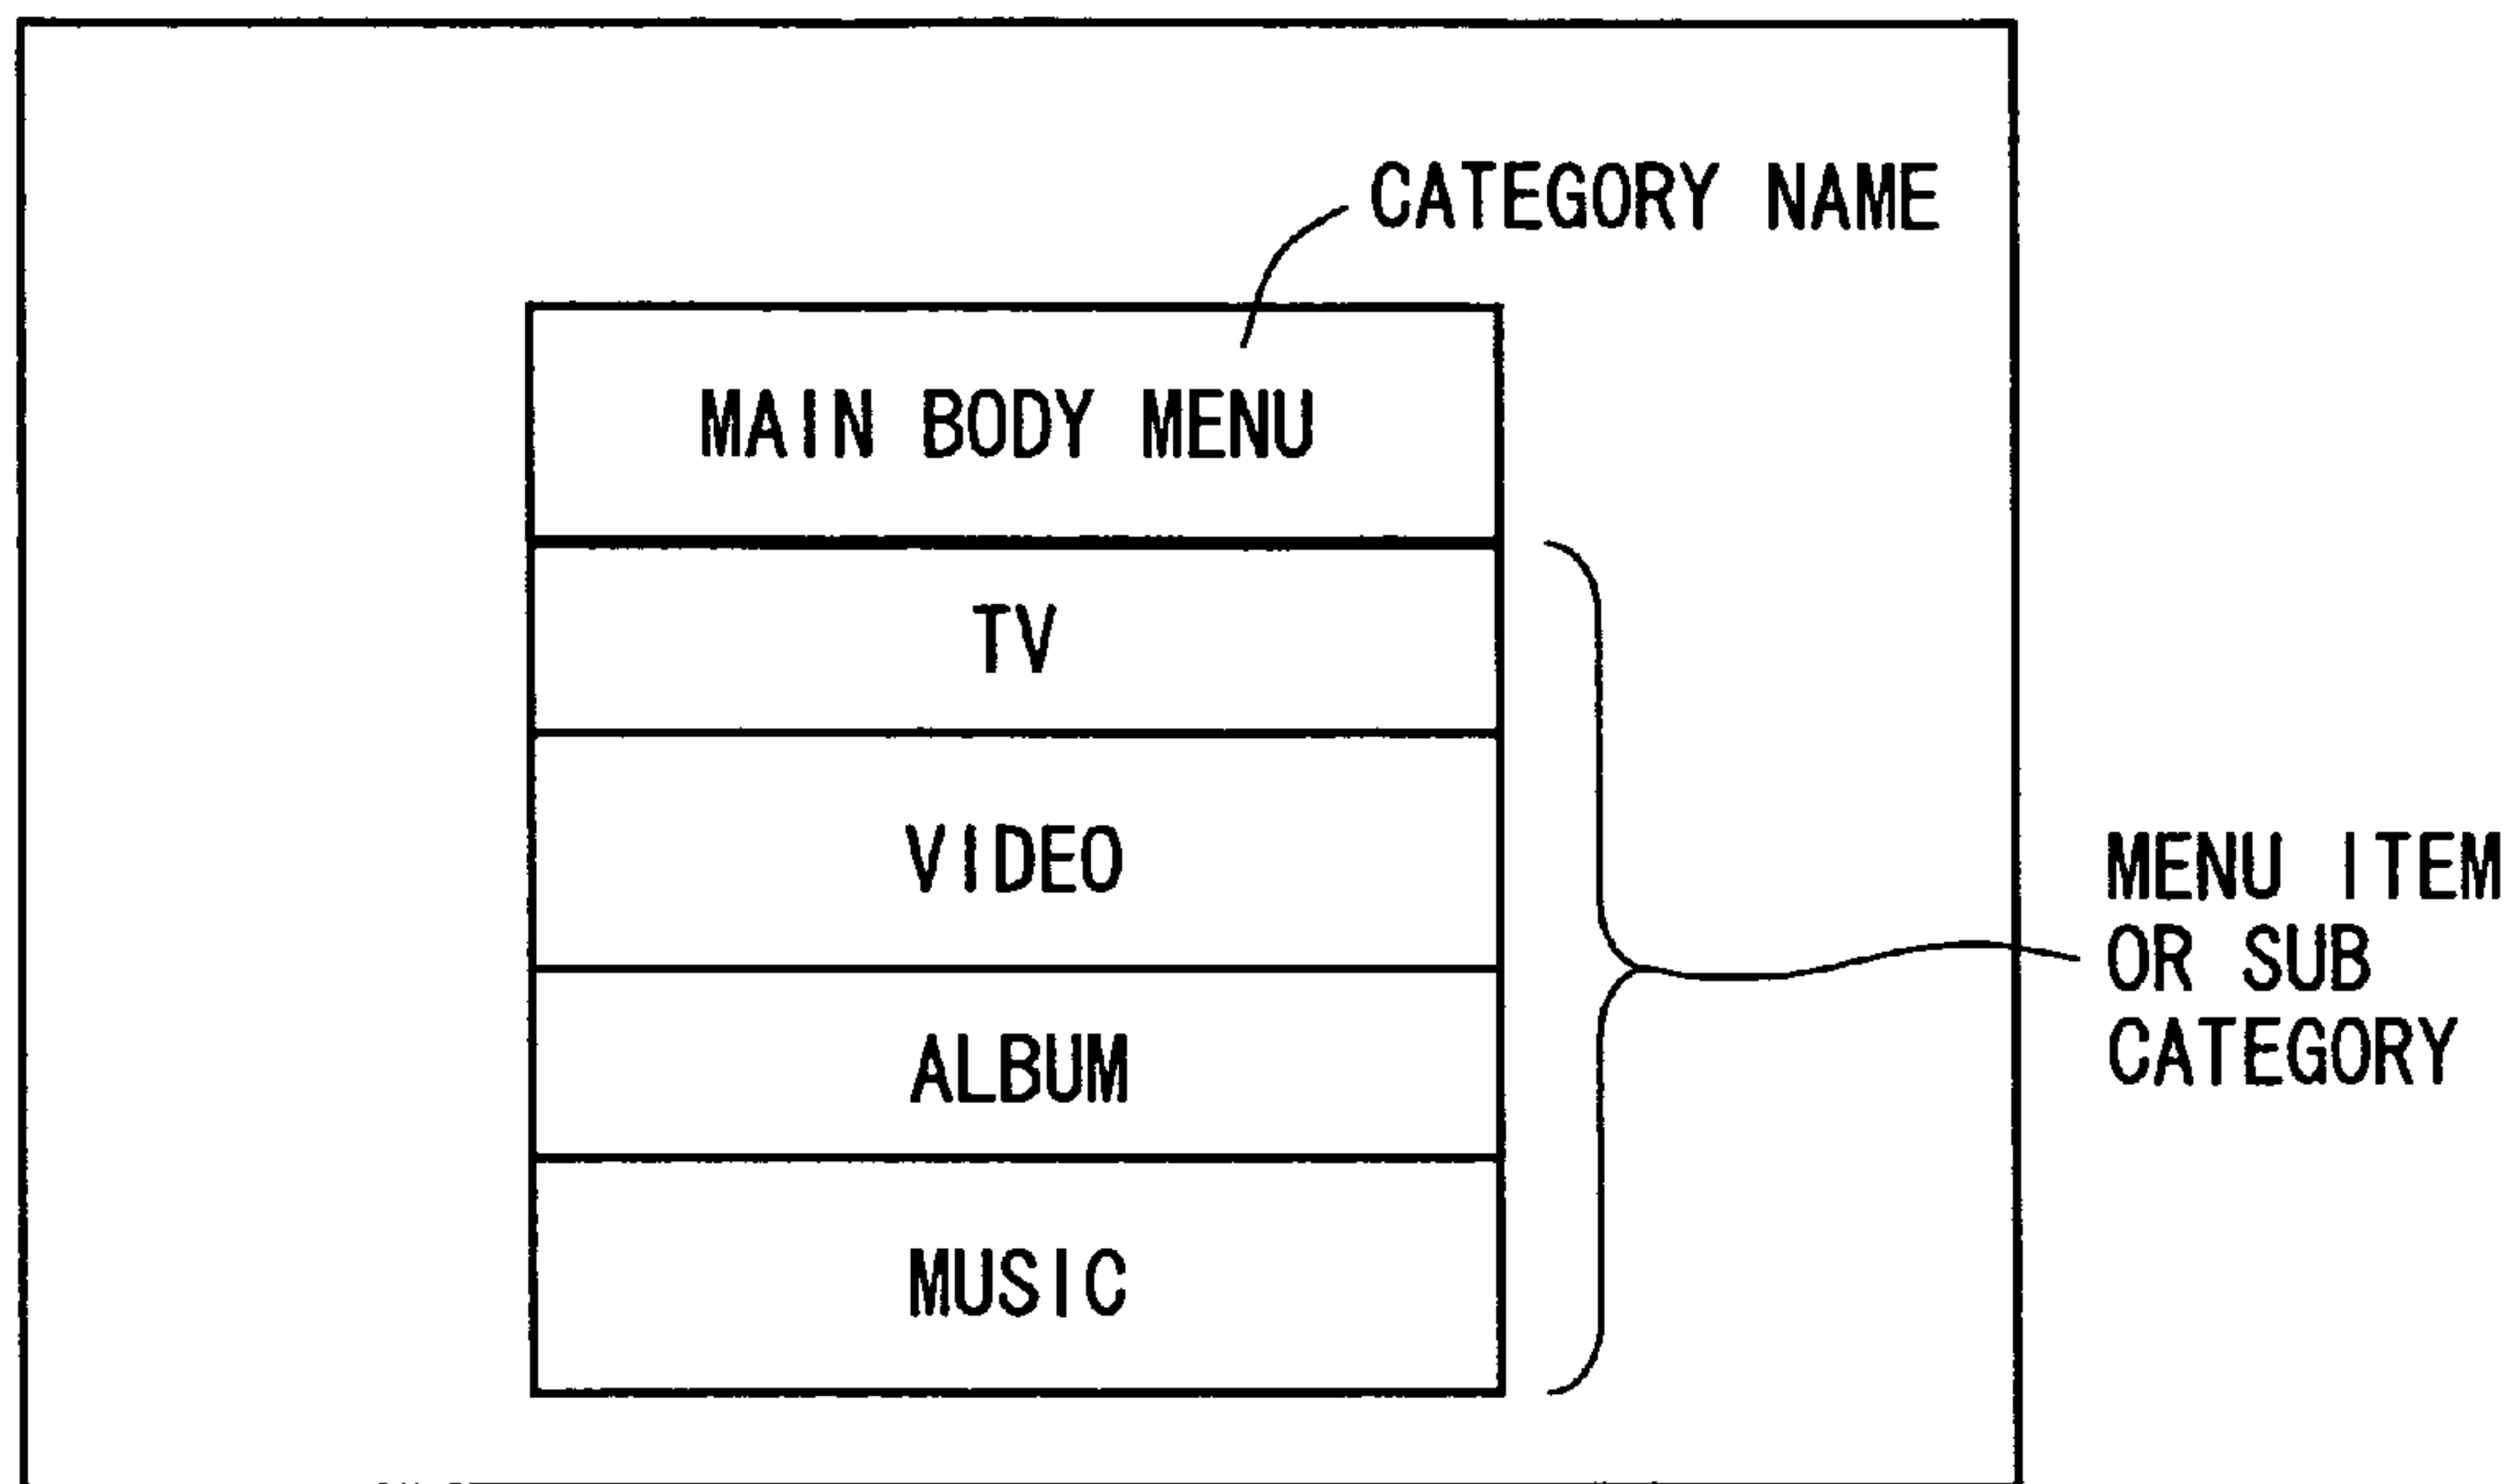 CATEGORY NAME
MAIN BODY MENU
TV
VIDEO
ALBUM
MUSIC
MENU ITEM
OR SUB
CATEGORY